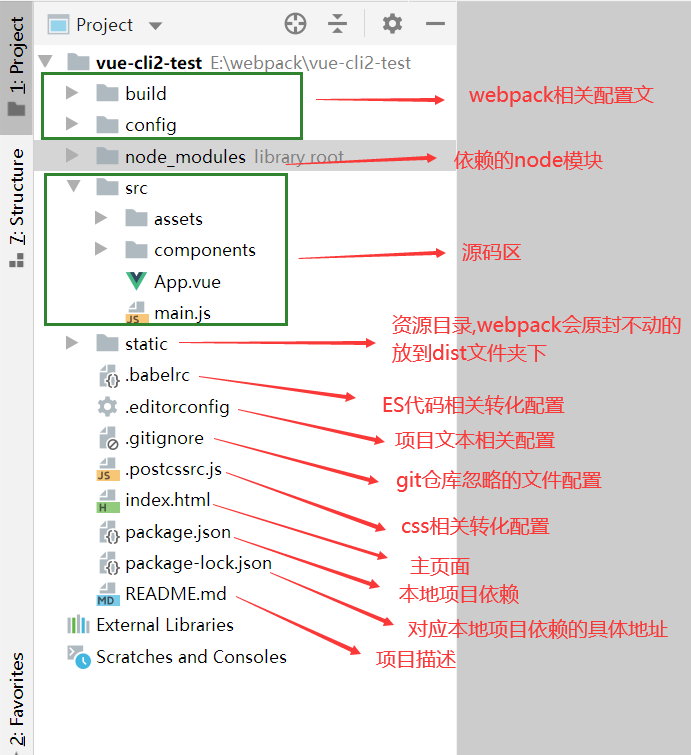 1: Project
7: Structure
2: Favorites
Project
vue-cli2-test E:\webpack\vue-cli2-test
build
config
webpack相关配置文
node_modules library root
依赖的node模块
src
assets
components
源码区
App.vue
JS main.js
static
资源目录,webpack会原封不动的
放到dist文件夹下
.babelrc
ES代码相关转化配置
.editorconfig
项目文本相关配置
.gitignore
git仓库忽略的文件配置
JS .postcssrc.js
css相关转化配置
H index.html
主页面
package.json
本地项目依赖
package-lock.json
对应本地项目依赖的具体地址
MD README.md
项目描述
External Libraries
Scratches and Consoles